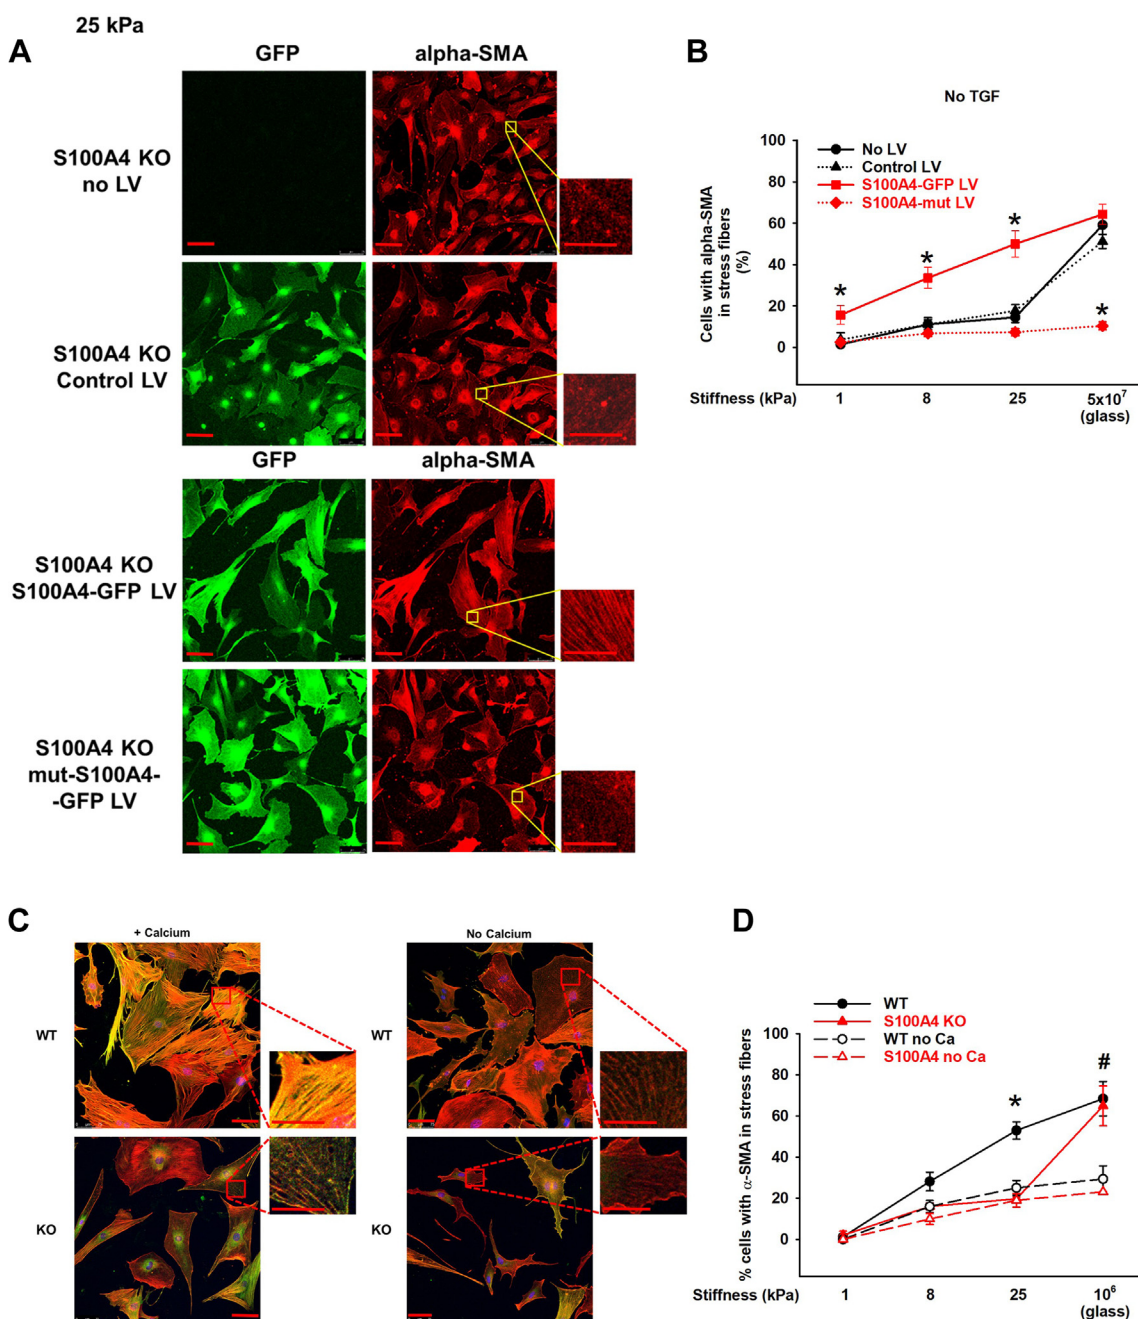 25 kPa
A
GFP
alpha-SMA
S100A4 KO
no LV
S100A4 KO
Control LV
GFP
alpha-SMA
S100A4 KO
S100A4-GFP LV
S100A4 KO
mut-S100A4-
-GFP LV
B
No TGF
No LV
Control LV
S100A4-GFP LV
S100A4-mut LV
Cells with alpha-SMA
in stress fibers
(%)
100
80
60
40
20
0
*
*
*
*
Stiffness (kPa)
1
8
25
5x10⁷
(glass)
C
+ Calcium
No Calcium
WT
WT
KO
KO
D
WT
S100A4 KO
WT no Ca
S100A4 no Ca
% cells with α-SMA in stress fibers
100
80
60
40
20
0
*
#
Stiffness (kPa)
1
8
25
10⁶
(glass)